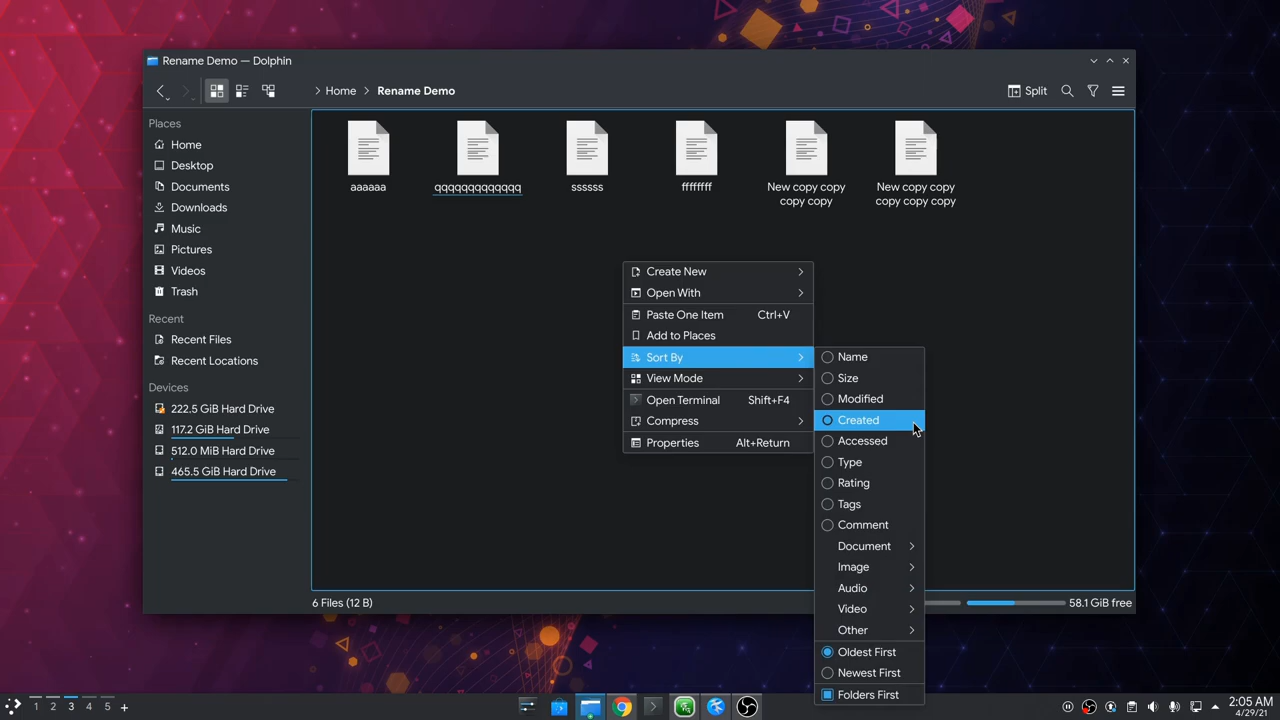 Rename Demo — Dolphin
Home
Rename Demo
Split
Places
Home
Desktop
Documents
Downloads
Music
Pictures
Videos
Trash
Recent
Recent Files
Recent Locations
Devices
222.5 GiB Hard Drive
117.2 GiB Hard Drive
512.0 MiB Hard Drive
465.5 GiB Hard Drive
aaaaaa
qqqqqqqqqqqqq
ssssss
ffffffff
New copy copy
copy copy
New copy copy
copy copy copy
Create New
Open With
Paste One Item Ctrl+V
Add to Places
Sort By
View Mode
Open Terminal Shift+F4
Compress
Properties Alt+Return
Name
Size
Modified
Created
Accessed
Type
Rating
Tags
Comment
Document
Image
Audio
Video
Other
Oldest First
Newest First
Folders First
6 Files (12 B)
58.1 GiB free
1 2 3 4 5
2:05 AM
4/29/21